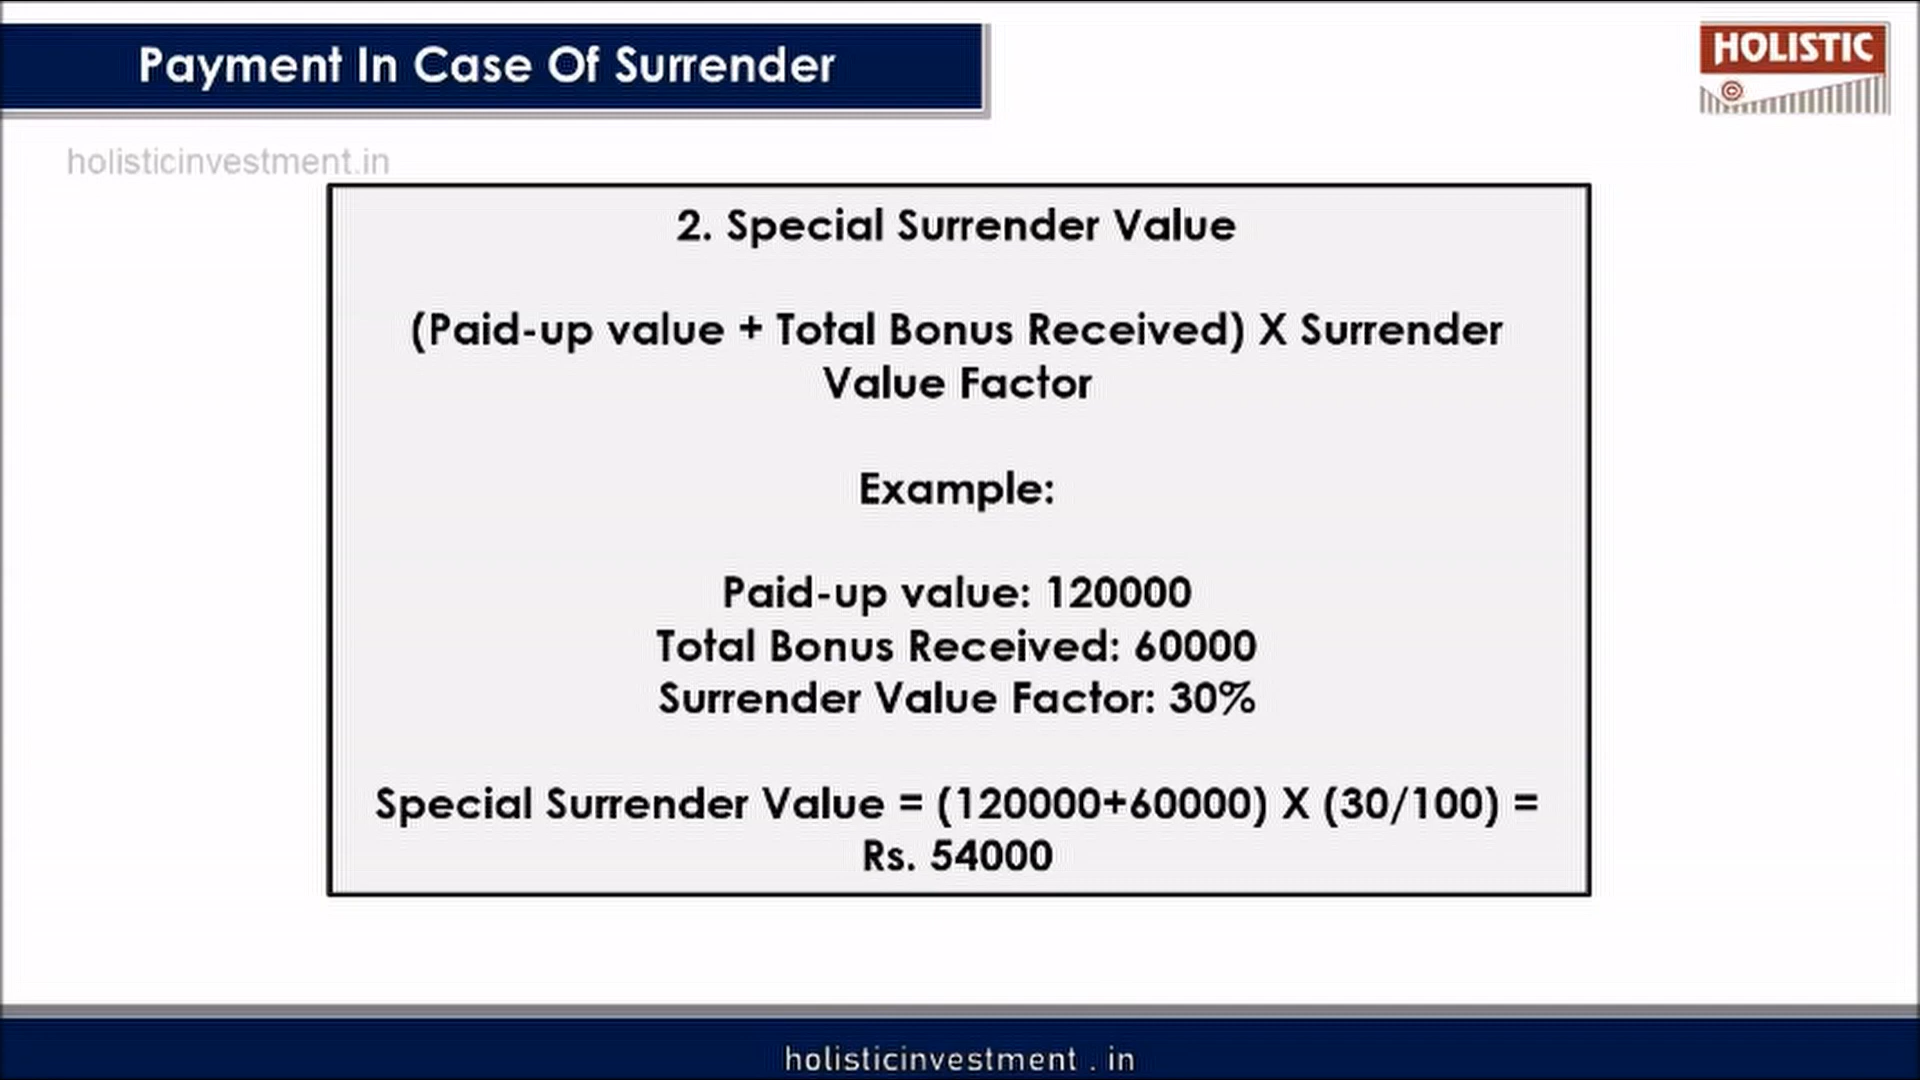 Payment In Case Of Surrender
HOLISTIC
©
holisticinvestment.in
2. Special Surrender Value
(Paid-up value + Total Bonus Received) X Surrender
Value Factor
Example:
Paid-up value: 120000
Total Bonus Received: 60000
Surrender Value Factor: 30%
Special Surrender Value = (120000+60000) X (30/100) =
Rs. 54000
holisticinvestment . in